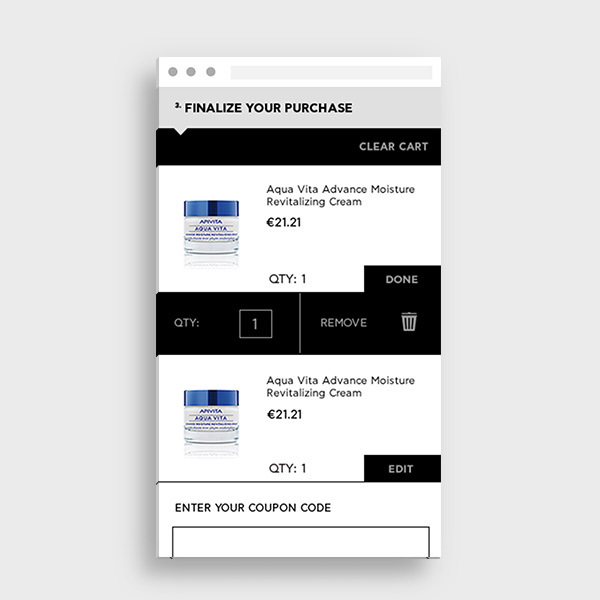 3. FINALIZE YOUR PURCHASE
CLEAR CART
Aqua Vita Advance Moisture
Revitalizing Cream
€21.21
APIVITA
AQUA VITA
QTY: 1
DONE
QTY:
1
REMOVE
Aqua Vita Advance Moisture
Revitalizing Cream
€21.21
APIVITA
AQUA VITA
QTY: 1
EDIT
ENTER YOUR COUPON CODE